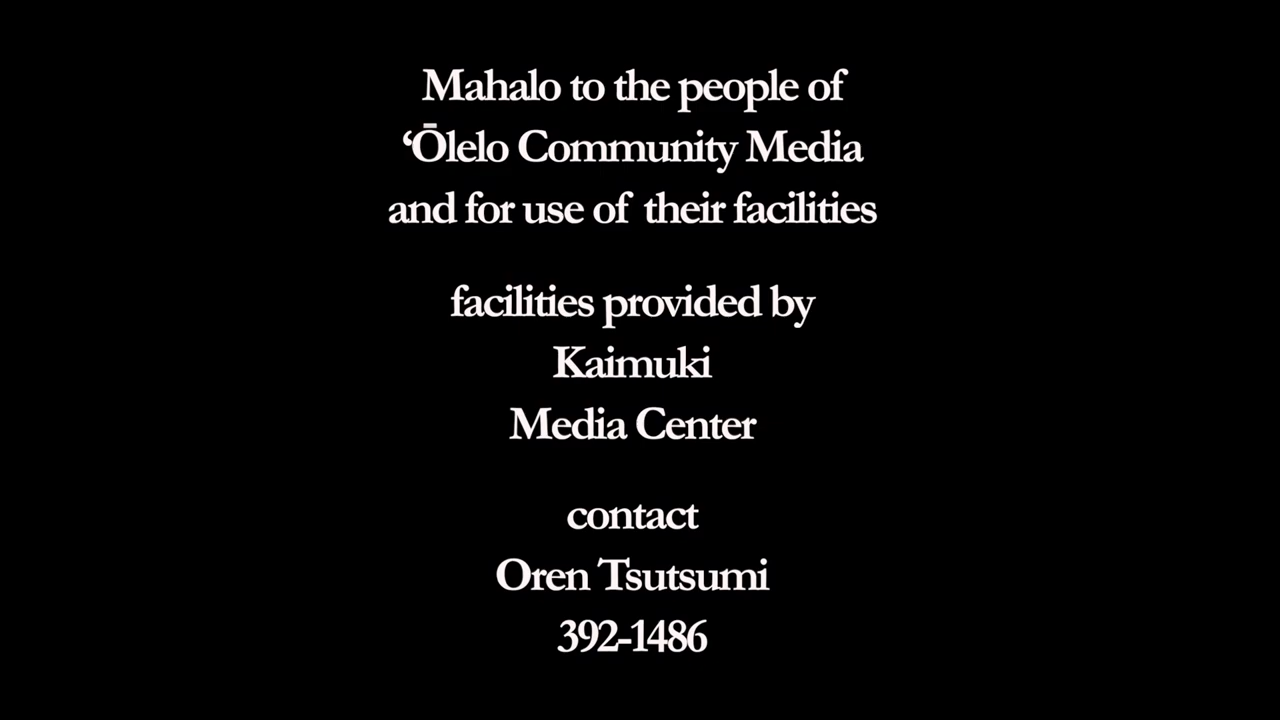 Mahalo to the people of
‘Ōlelo Community Media
and for use of their facilities
facilities provided by
Kaimuki
Media Center
contact
Oren Tsutsumi
392-1486